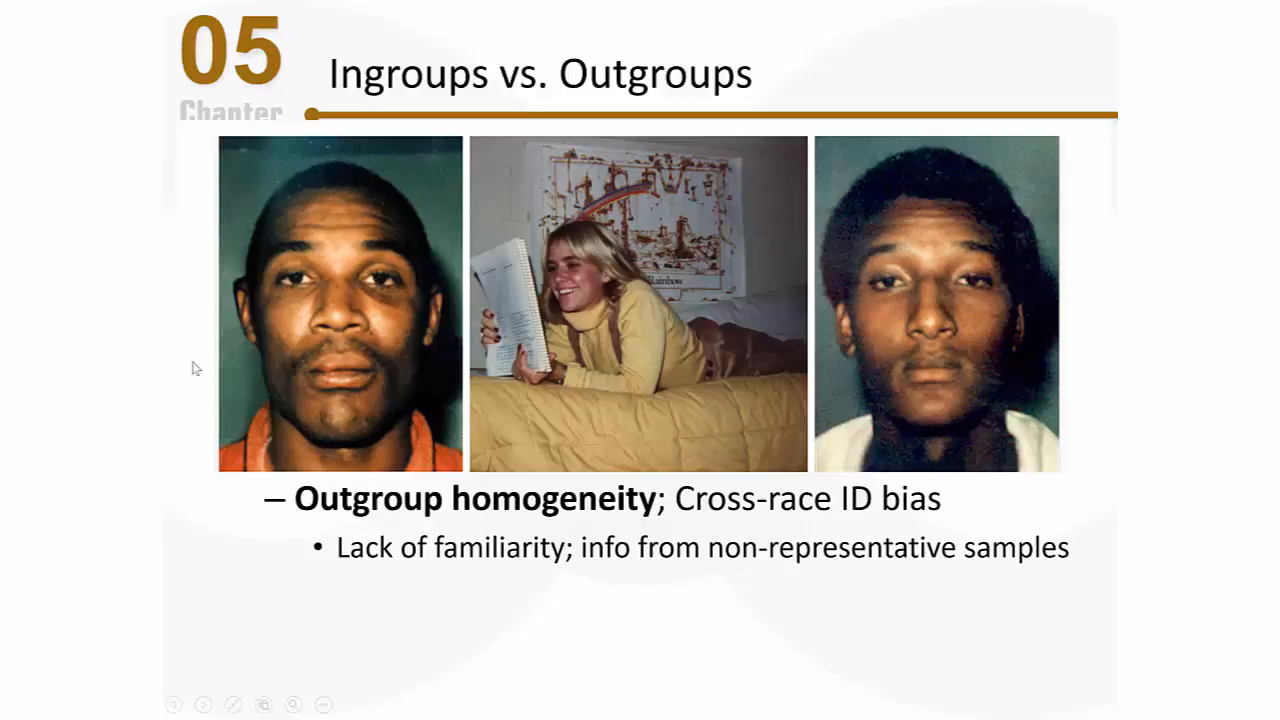 05
Chapter
Ingroups vs. Outgroups
Rainbow
– Outgroup homogeneity; Cross-race ID bias
• Lack of familiarity; info from non-representative samples